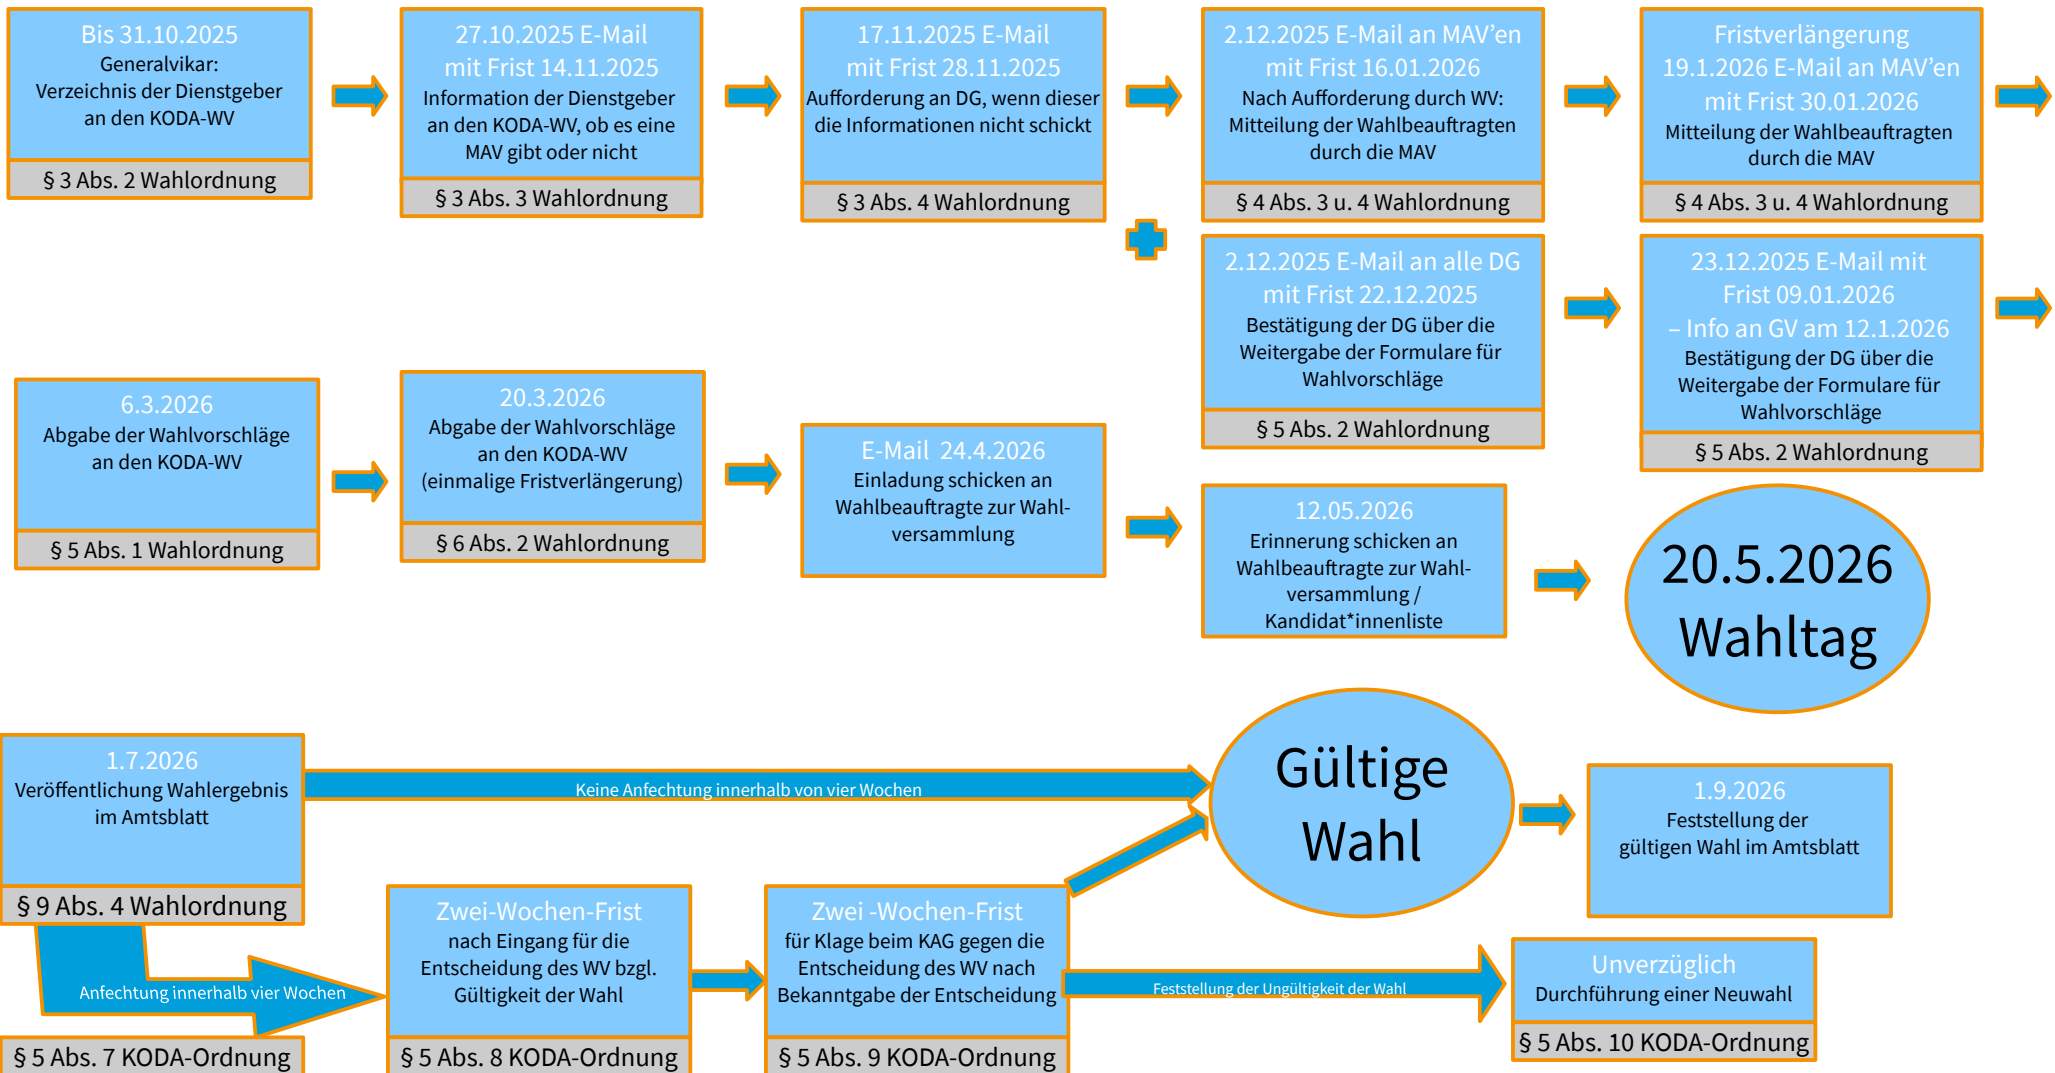 Bis 31.10.2025
Generalvikar:
Verzeichnis der Dienstgeber
an den KODA-WV
§ 3 Abs. 2 Wahlordnung
27.10.2025 E-Mail
mit Frist 14.11.2025
Information der Dienstgeber
an den KODA-WV, ob es eine
MAV gibt oder nicht
§ 3 Abs. 3 Wahlordnung
17.11.2025 E-Mail
mit Frist 28.11.2025
Aufforderung an DG, wenn dieser
die Informationen nicht schickt
§ 3 Abs. 4 Wahlordnung
2.12.2025 E-Mail an MAV’en
mit Frist 16.01.2026
Nach Aufforderung durch WV:
Mitteilung der Wahlbeauftragten
durch die MAV
§ 4 Abs. 3 u. 4 Wahlordnung
Fristverlängerung
19.1.2026 E-Mail an MAV’en
mit Frist 30.01.2026
Mitteilung der Wahlbeauftragten
durch die MAV
§ 4 Abs. 3 u. 4 Wahlordnung
2.12.2025 E-Mail an alle DG
mit Frist 22.12.2025
Bestätigung der DG über die
Weitergabe der Formulare für
Wahlvorschläge
§ 5 Abs. 2 Wahlordnung
23.12.2025 E-Mail mit
Frist 09.01.2026
– Info an GV am 12.1.2026
Bestätigung der DG über die
Weitergabe der Formulare für
Wahlvorschläge
§ 5 Abs. 2 Wahlordnung
6.3.2026
Abgabe der Wahlvorschläge
an den KODA-WV
§ 5 Abs. 1 Wahlordnung
20.3.2026
Abgabe der Wahlvorschläge
an den KODA-WV
(einmalige Fristverlängerung)
§ 6 Abs. 2 Wahlordnung
E-Mail 24.4.2026
Einladung schicken an
Wahlbeauftragte zur Wahl-
versammlung
12.05.2026
Erinnerung schicken an
Wahlbeauftragte zur Wahl-
versammlung /
Kandidat*innenliste
20.5.2026
Wahltag
1.7.2026
Veröffentlichung Wahlergebnis
im Amtsblatt
§ 9 Abs. 4 Wahlordnung
Keine Anfechtung innerhalb von vier Wochen
Gültige
Wahl
1.9.2026
Feststellung der
gültigen Wahl im Amtsblatt
Anfechtung innerhalb vier Wochen
§ 5 Abs. 7 KODA-Ordnung
Zwei-Wochen-Frist
nach Eingang für die
Entscheidung des WV bzgl.
Gültigkeit der Wahl
§ 5 Abs. 8 KODA-Ordnung
Zwei -Wochen-Frist
für Klage beim KAG gegen die
Entscheidung des WV nach
Bekanntgabe der Entscheidung
§ 5 Abs. 9 KODA-Ordnung
Feststellung der Ungültigkeit der Wahl
Unverzüglich
Durchführung einer Neuwahl
§ 5 Abs. 10 KODA-Ordnung